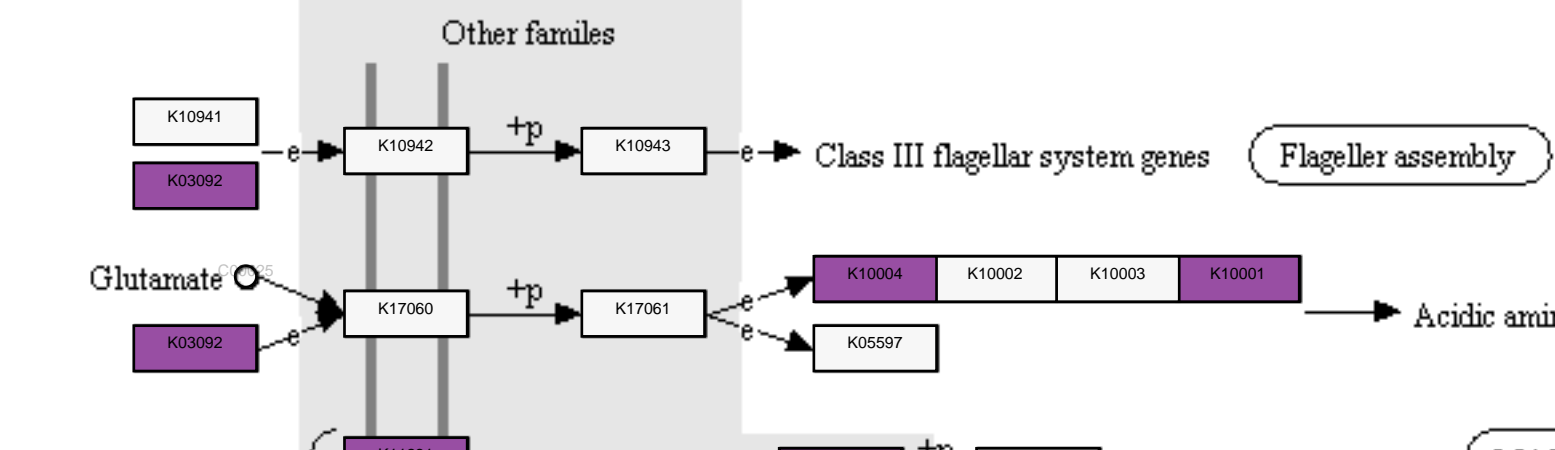 Other familes
K10941
K03092
e
K10942
+p
K10943
e
Class III flagellar system genes
Flageller assembly
Glutamate
C00025
K03092
e
K17060
+p
K17061
e
e
K10004 K10002 K10003 K10001
K05597
Acidic
+p